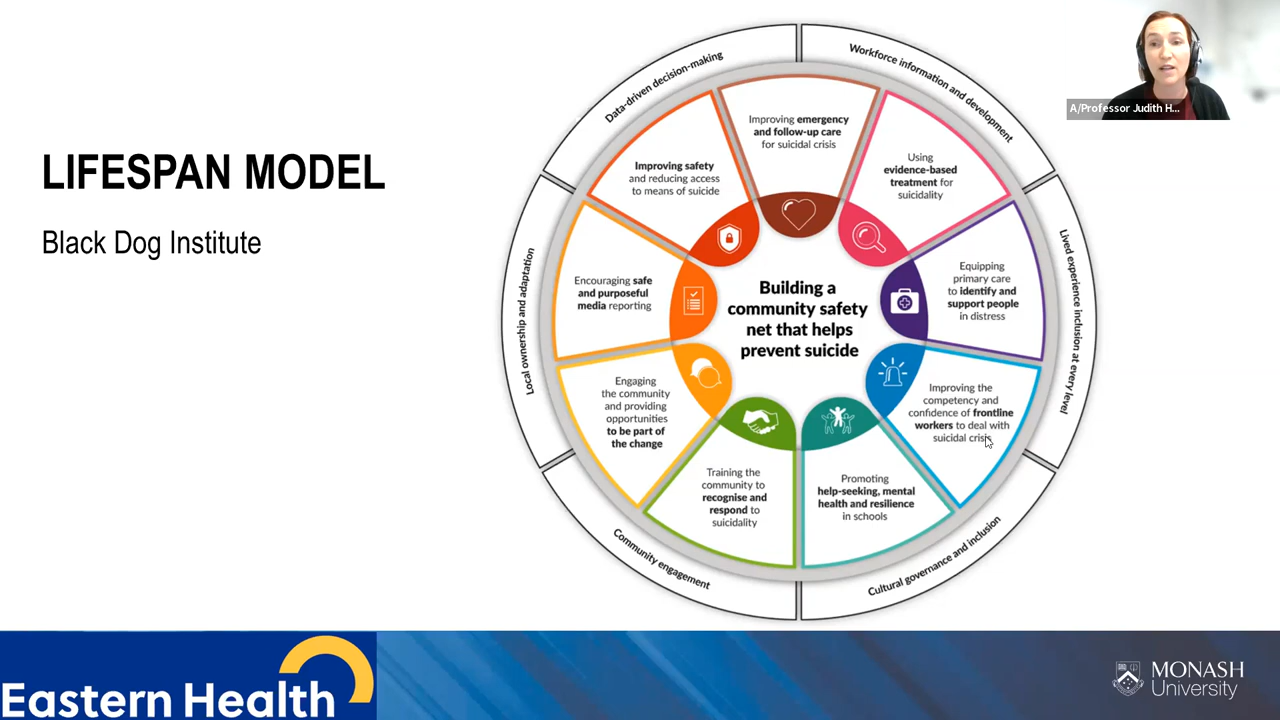 LIFESPAN MODEL
Black Dog Institute
A/Professor Judith H...
Data-driven decision-making
Workforce information and development
Lived experience inclusion at every level
Cultural governance and inclusion
Community engagement
Local ownership and adaptation
Improving emergency
and follow-up care
for suicidal crisis
Using
evidence-based
treatment for
suicidality
Equipping
primary care
to identify and
support people
in distress
Improving the
competency and
confidence of frontline
workers to deal with
suicidal crisis
Promoting
help-seeking, mental
health and resilience
in schools
Training the
community to
recognise and
respond to
suicidality
Engaging
the community
and providing
opportunities
to be part of
the change
Encouraging safe
and purposeful
media reporting
Improving safety
and reducing access
to means of suicide
Building a
community safety
net that helps
prevent suicide
Eastern Health
MONASH
University